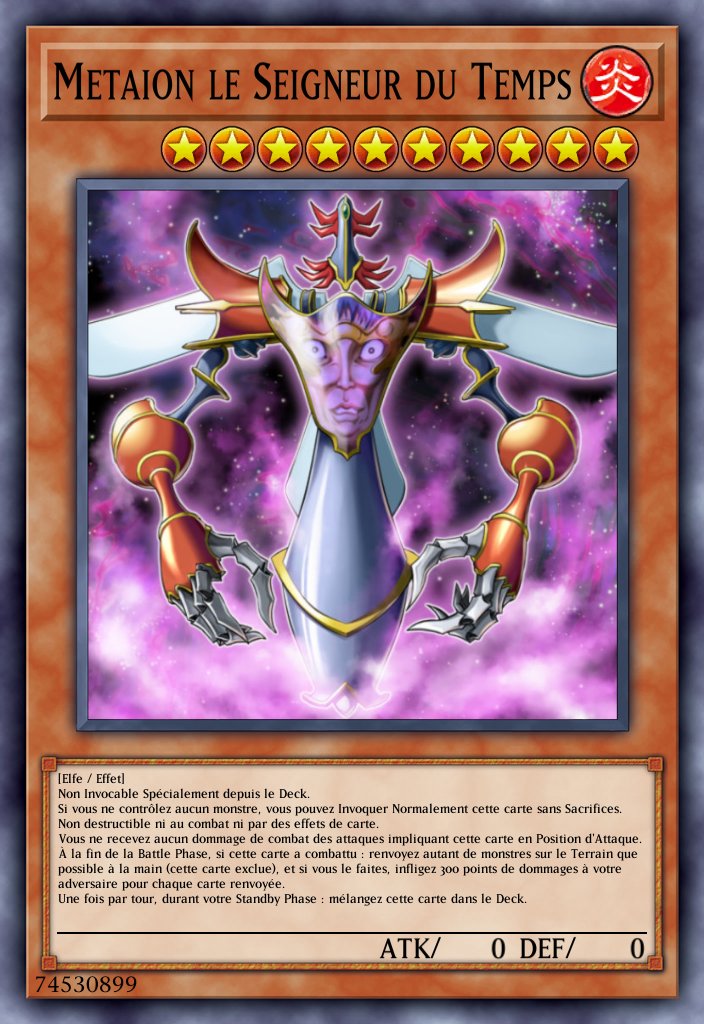 Metaion le Seigneur du Temps
炎
[Elfe / Effet]
Non Invocable Spécialement depuis le Deck.
Si vous ne contrôlez aucun monstre, vous pouvez Invoquer Normalement cette carte sans Sacrifices.
Non destructible ni au combat ni par des effets de carte.
Vous ne recevez aucun dommage de combat des attaques impliquant cette carte en Position d'Attaque.
À la fin de la Battle Phase, si cette carte a combattu : renvoyez autant de monstres sur le Terrain que
possible à la main (cette carte exclue), et si vous le faites, infligez 300 points de dommages à votre
adversaire pour chaque carte renvoyée.
Une fois par tour, durant votre Standby Phase : mélangez cette carte dans le Deck.
ATK/ 0 DEF/ 0
74530899